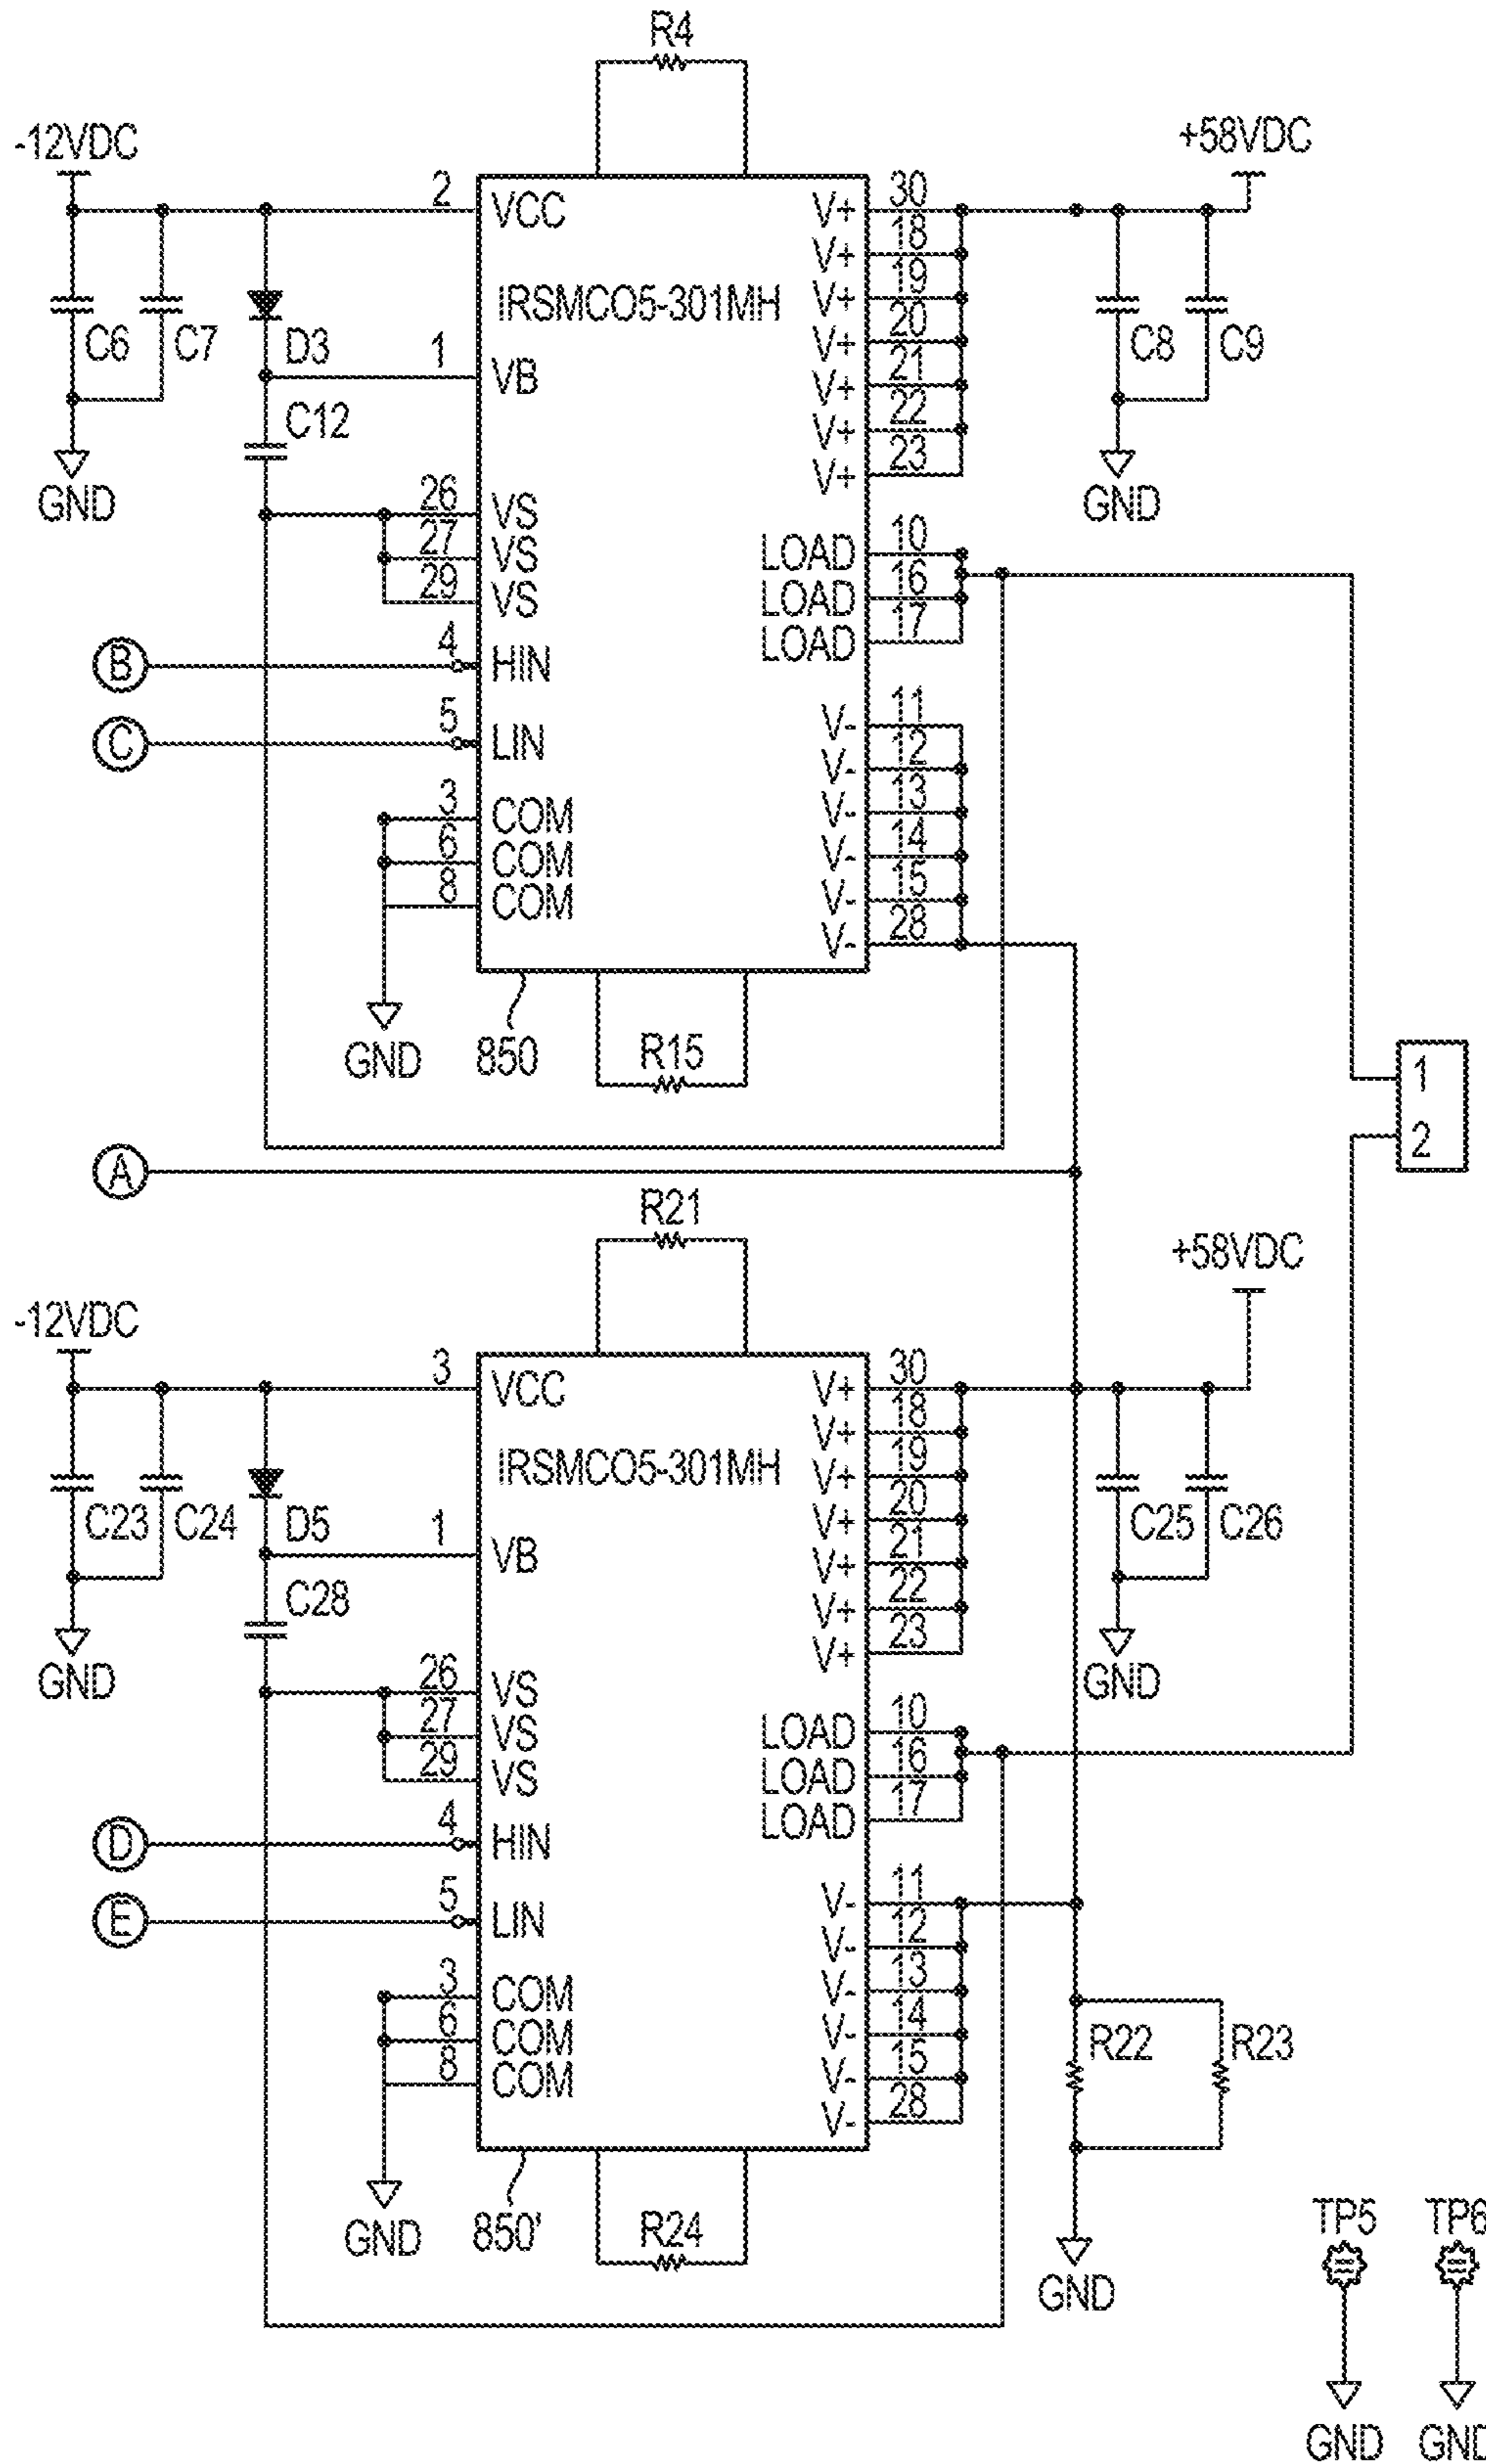 R4
-12VDC
+58VDC
2 VCC V+ 30
V+ 18
IRSMCO5-301MH V+ 19
C6 C7 D3 V+ 20 C8 C9
1 VB V+ 21
C12 V+ 22
V+ 23
GND GND
26 VS
27 VS LOAD 10
29 VS LOAD 16
B 4 HIN LOAD 17
C 5 LIN V- 11
V- 12
3 COM V- 13
6 COM V- 14
8 COM V- 15
V- 28
GND 850 R15
1
2
A
R21
+58VDC
-12VDC
3 VCC V+ 30
V+ 18
IRSMCO5-301MH V+ 19
C23 C24 D5 V+ 20 C25 C26
1 VB V+ 21
C28 V+ 22
V+ 23
GND GND
26 VS
27 VS LOAD 10
29 VS LOAD 16
D 4 HIN LOAD 17
E 5 LIN V- 11
V- 12
3 COM V- 13
6 COM V- 14
8 COM V- 15
V- 28
R22 R23
GND 850' R24
GND
TP5 TP6
GND GND